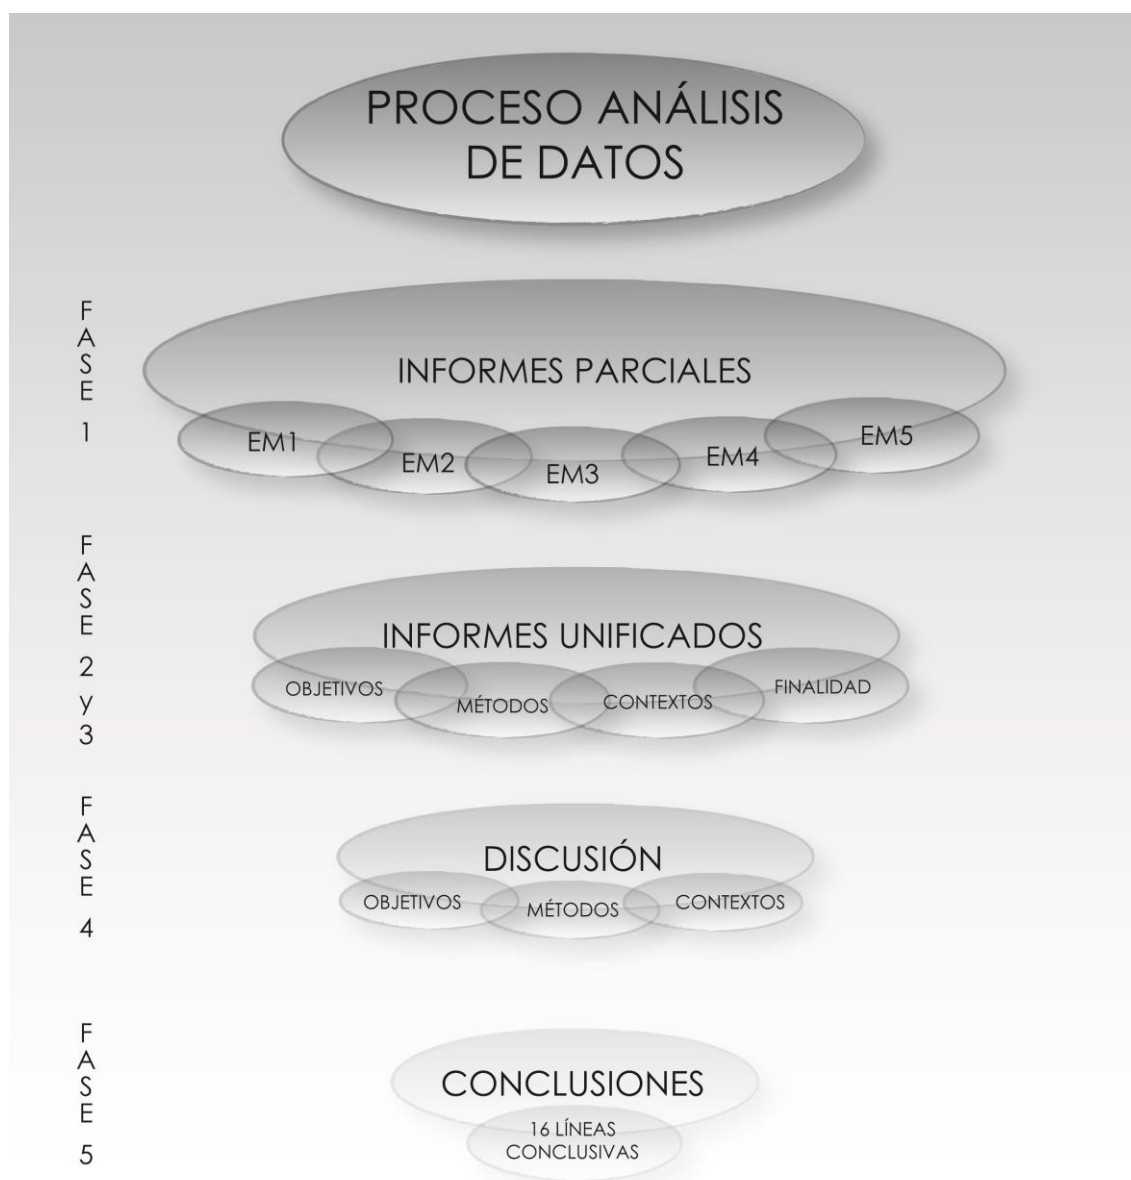 PROCESO ANÁLISIS
DE DATOS
FASE 1
INFORMES PARCIALES
EM1
EM2
EM3
EM4
EM5
FASE 2 y 3
INFORMES UNIFICADOS
OBJETIVOS
MÉTODOS
CONTEXTOS
FINALIDAD
FASE 4
DISCUSIÓN
OBJETIVOS
MÉTODOS
CONTEXTOS
FASE 5
CONCLUSIONES
16 LÍNEAS
CONCLUSIVAS